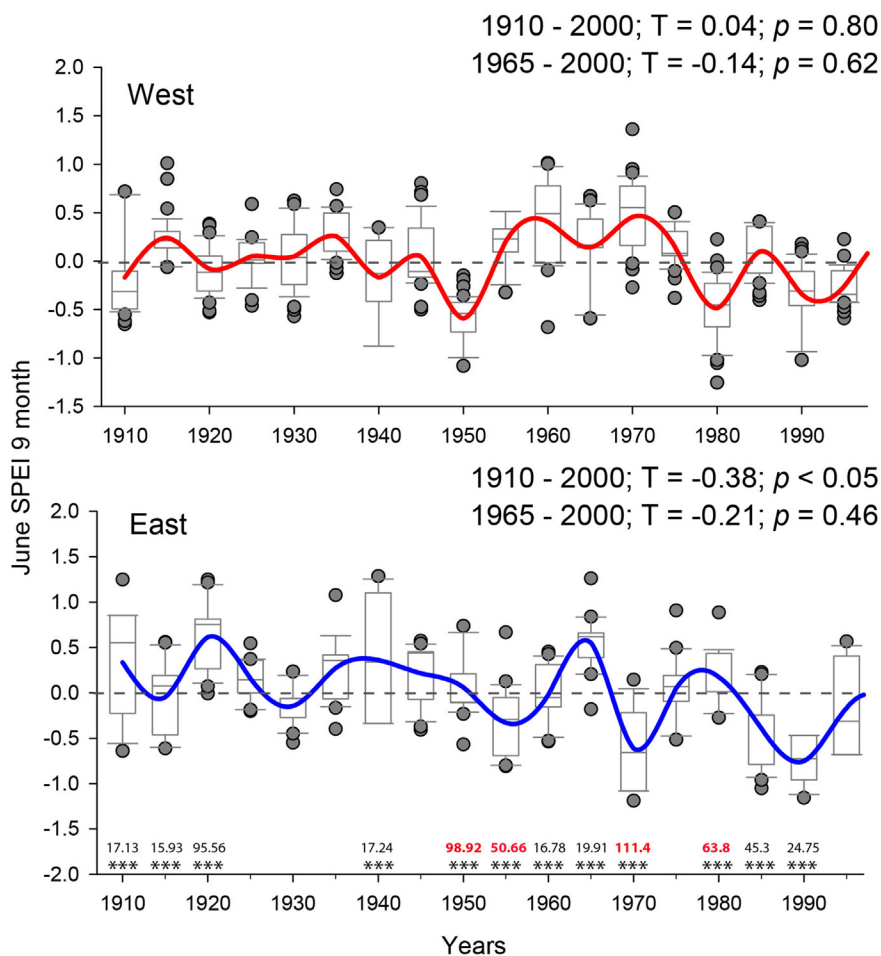 1910 - 2000; T = 0.04; p = 0.80
1965 - 2000; T = -0.14; p = 0.62
West
2.0
1.5
1.0
0.5
0.0
-0.5
-1.0
-1.5
1910 1920 1930 1940 1950 1960 1970 1980 1990
June SPEI 9 month
1910 - 2000; T = -0.38; p < 0.05
1965 - 2000; T = -0.21; p = 0.46
East
2.0
1.5
1.0
0.5
0.0
-0.5
-1.0
-1.5
-2.0
17.13 15.93 95.56 17.24 98.92 50.66 16.78 19.91 111.4 63.8 45.3 24.75
*** *** *** *** *** *** *** *** *** *** *** ***
1910 1920 1930 1940 1950 1960 1970 1980 1990
Years